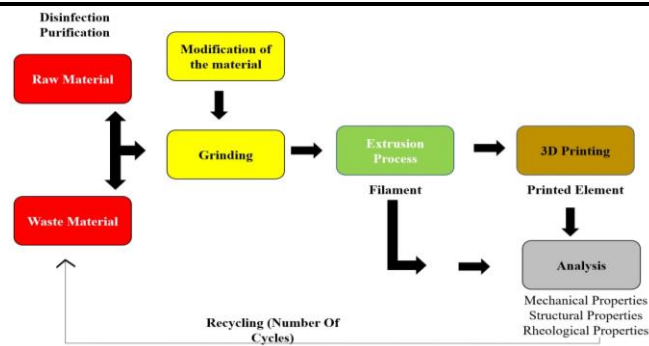 Disinfection
Purification
Raw Material
Modification of
the material
Grinding
Extrusion
Process
3D Printing
Filament
Printed Element
Waste Material
Analysis
Mechanical Properties
Structural Properties
Rheological Properties
Recycling (Number Of
Cycles)